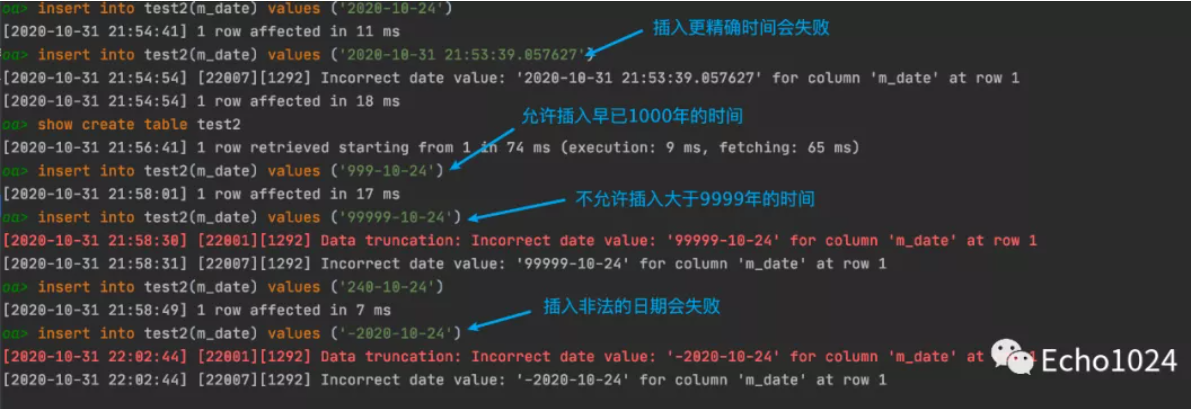 oa> insert into test2(m_date) values ('2020-10-24')
[2020-10-31 21:54:41] 1 row affected in 11 ms
插入更精确时间会失败
oa> insert into test2(m_date) values ('2020-10-31 21:53:39.057627')
[2020-10-31 21:54:54] [22007][1292] Incorrect date value: '2020-10-31 21:53:39.057627' for column 'm_date' at row 1
[2020-10-31 21:54:54] 1 row affected in 18 ms
允许插入早已1000年的时间
oa> show create table test2
[2020-10-31 21:56:41] 1 row retrieved starting from 1 in 74 ms (execution: 9 ms, fetching: 65 ms)
oa> insert into test2(m_date) values ('999-10-24')
[2020-10-31 21:58:01] 1 row affected in 17 ms
不允许插入大于9999年的时间
oa> insert into test2(m_date) values ('99999-10-24')
[2020-10-31 21:58:30] [22001][1292] Data truncation: Incorrect date value: '99999-10-24' for column 'm_date' at row 1
[2020-10-31 21:58:31] [22007][1292] Incorrect date value: '99999-10-24' for column 'm_date' at row 1
oa> insert into test2(m_date) values ('240-10-24')
[2020-10-31 21:58:49] 1 row affected in 7 ms
插入非法的日期会失败
oa> insert into test2(m_date) values ('-2020-10-24')
[2020-10-31 22:02:44] [22001][1292] Data truncation: Incorrect date value: '-2020-10-24' for column 'm_date' at 1
[2020-10-31 22:02:44] [22007][1292] Incorrect date value: '-2020-10-24' for column 'm_date' at row 1
Echo1024